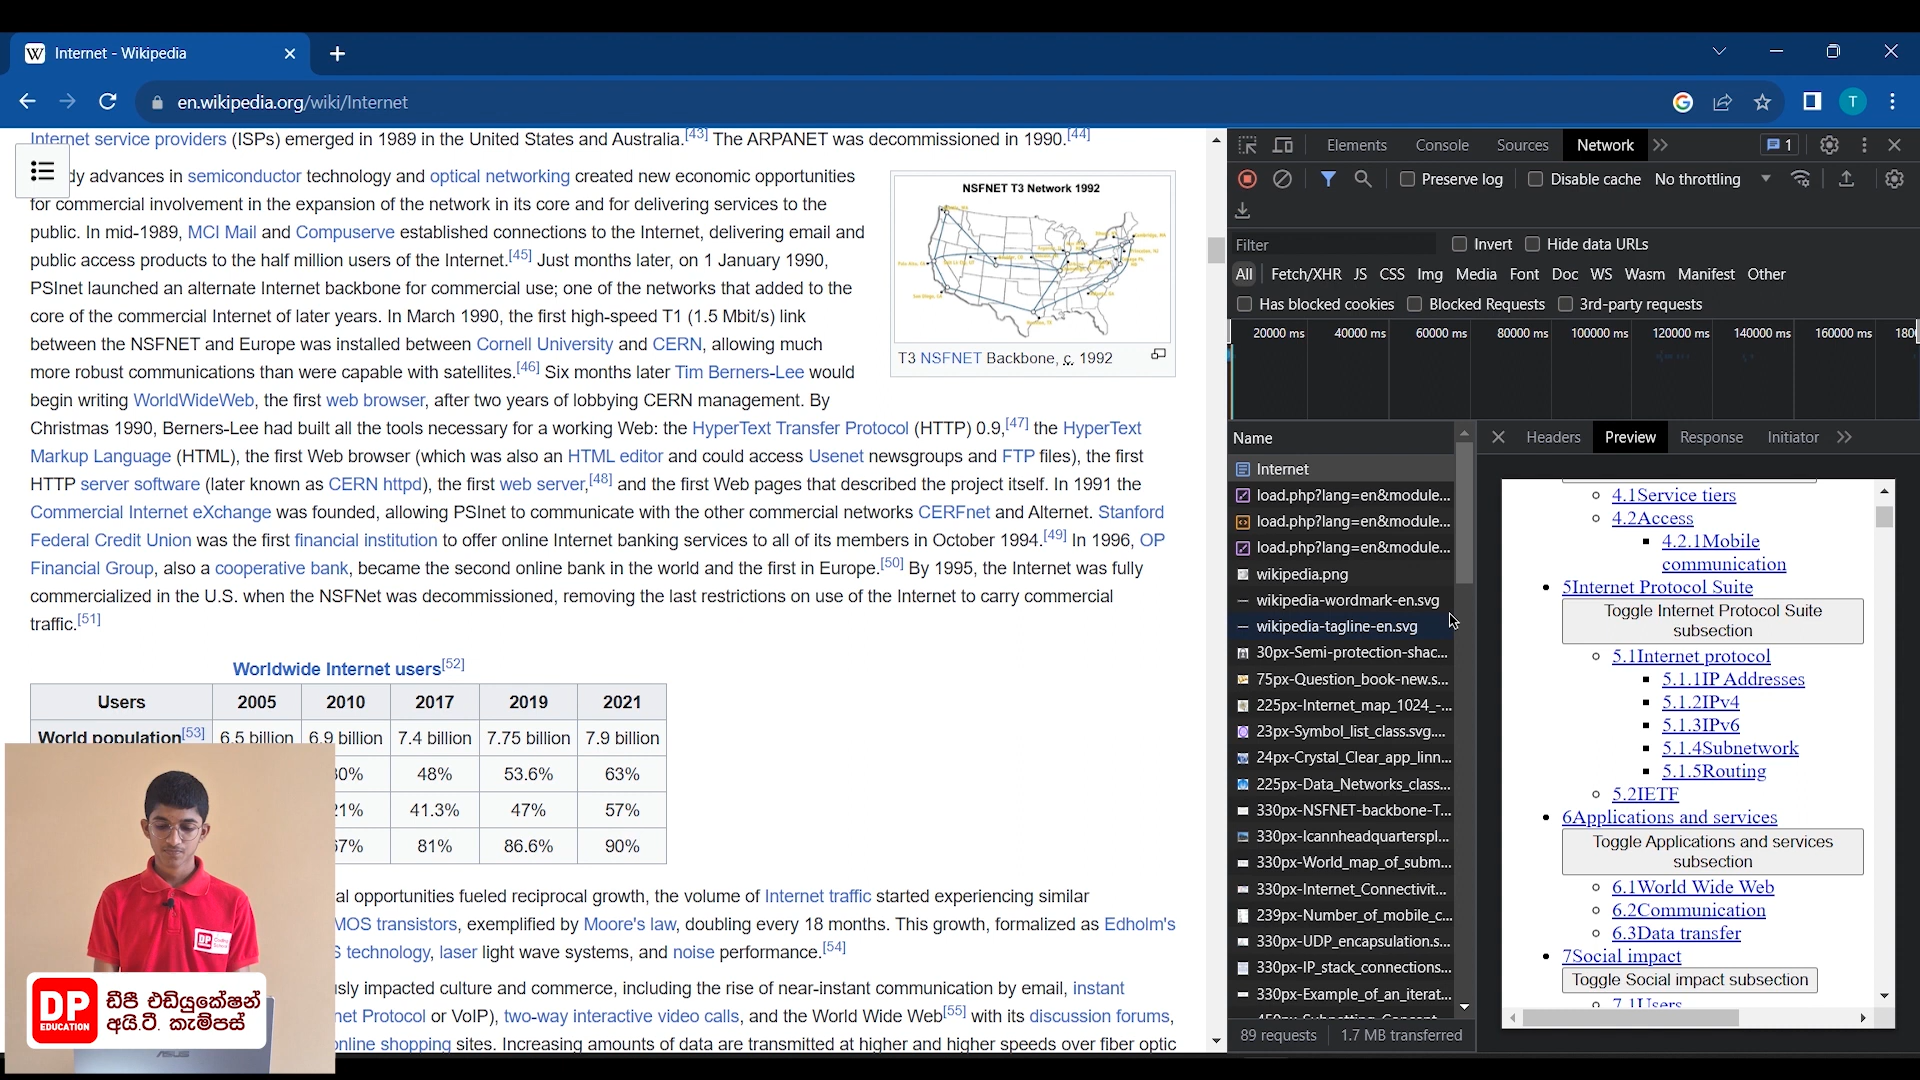 Internet - Wikipedia
en.wikipedia.org/wiki/Internet
T
Internet service providers (ISPs) emerged in 1989 in the United States and Australia.[43] The ARPANET was decommissioned in 1990.[44]
dy advances in semiconductor technology and optical networking created new economic opportunities
for commercial involvement in the expansion of the network in its core and for delivering services to the
public. In mid-1989, MCI Mail and Compuserve established connections to the Internet, delivering email and
public access products to the half million users of the Internet.[45] Just months later, on 1 January 1990,
PSInet launched an alternate Internet backbone for commercial use; one of the networks that added to the
core of the commercial Internet of later years. In March 1990, the first high-speed T1 (1.5 Mbit/s) link
between the NSFNET and Europe was installed between Cornell University and CERN, allowing much
more robust communications than were capable with satellites.[46] Six months later Tim Berners-Lee would
begin writing WorldWideWeb, the first web browser, after two years of lobbying CERN management. By
Christmas 1990, Berners-Lee had built all the tools necessary for a working Web: the HyperText Transfer Protocol (HTTP) 0.9,[47] the HyperText
Markup Language (HTML), the first Web browser (which was also an HTML editor and could access Usenet newsgroups and FTP files), the first
HTTP server software (later known as CERN httpd), the first web server,[48] and the first Web pages that described the project itself. In 1991 the
Commercial Internet eXchange was founded, allowing PSInet to communicate with the other commercial networks CERFnet and Alternet. Stanford
Federal Credit Union was the first financial institution to offer online Internet banking services to all of its members in October 1994.[49] In 1996, OP
Financial Group, also a cooperative bank, became the second online bank in the world and the first in Europe.[50] By 1995, the Internet was fully
commercialized in the U.S. when the NSFNet was decommissioned, removing the last restrictions on use of the Internet to carry commercial
traffic.[51]
NSFNET T3 Network 1992
T3 NSFNET Backbone, c. 1992
Worldwide Internet users[52]
Users 2005 2010 2017 2019 2021
World population[53] 6.5 billion 6.9 billion 7.4 billion 7.75 billion 7.9 billion
0% 48% 53.6% 63%
21% 41.3% 47% 57%
67% 81% 86.6% 90%
al opportunities fueled reciprocal growth, the volume of Internet traffic started experiencing similar
MOS transistors, exemplified by Moore's law, doubling every 18 months. This growth, formalized as Edholm's
S technology, laser light wave systems, and noise performance.[54]
usly impacted culture and commerce, including the rise of near-instant communication by email, instant
net Protocol or VoIP), two-way interactive video calls, and the World Wide Web[55] with its discussion forums,
online shopping sites. Increasing amounts of data are transmitted at higher and higher speeds over fiber optic
DP
EDUCATION
ඩීපී එඩියුකේෂන්
අයි.ටී. කැම්පස්
ASUS
Elements Console Sources Network 1
Preserve log Disable cache No throttling
Filter Invert Hide data URLs
All Fetch/XHR JS CSS Img Media Font Doc WS Wasm Manifest Other
Has blocked cookies Blocked Requests 3rd-party requests
20000 ms 40000 ms 60000 ms 80000 ms 100000 ms 120000 ms 140000 ms 160000 ms 180
Name
Internet
load.php?lang=en&module...
load.php?lang=en&module...
load.php?lang=en&module...
wikipedia.png
wikipedia-wordmark-en.svg
wikipedia-tagline-en.svg
30px-Semi-protection-shac...
75px-Question_book-new.s...
225px-Internet_map_1024_-...
23px-Symbol_list_class.svg....
24px-Crystal_Clear_app_linn...
225px-Data_Networks_class...
330px-NSFNET-backbone-T...
330px-Icannheadquarterspl...
330px-World_map_of_subm...
330px-Internet_Connectivit...
239px-Number_of_mobile_c...
330px-UDP_encapsulation.s...
330px-IP_stack_connections...
330px-Example_of_an_iterat...
89 requests 1.7 MB transferred
Headers Preview Response Initiator
4.1Service tiers
4.2Access
4.2.1Mobile
communication
5Internet Protocol Suite
Toggle Internet Protocol Suite
subsection
5.1Internet protocol
5.1.1IP Addresses
5.1.2IPv4
5.1.3IPv6
5.1.4Subnetwork
5.1.5Routing
5.2IETF
6Applications and services
Toggle Applications and services
subsection
6.1World Wide Web
6.2Communication
6.3Data transfer
7Social impact
Toggle Social impact subsection
7.1Users